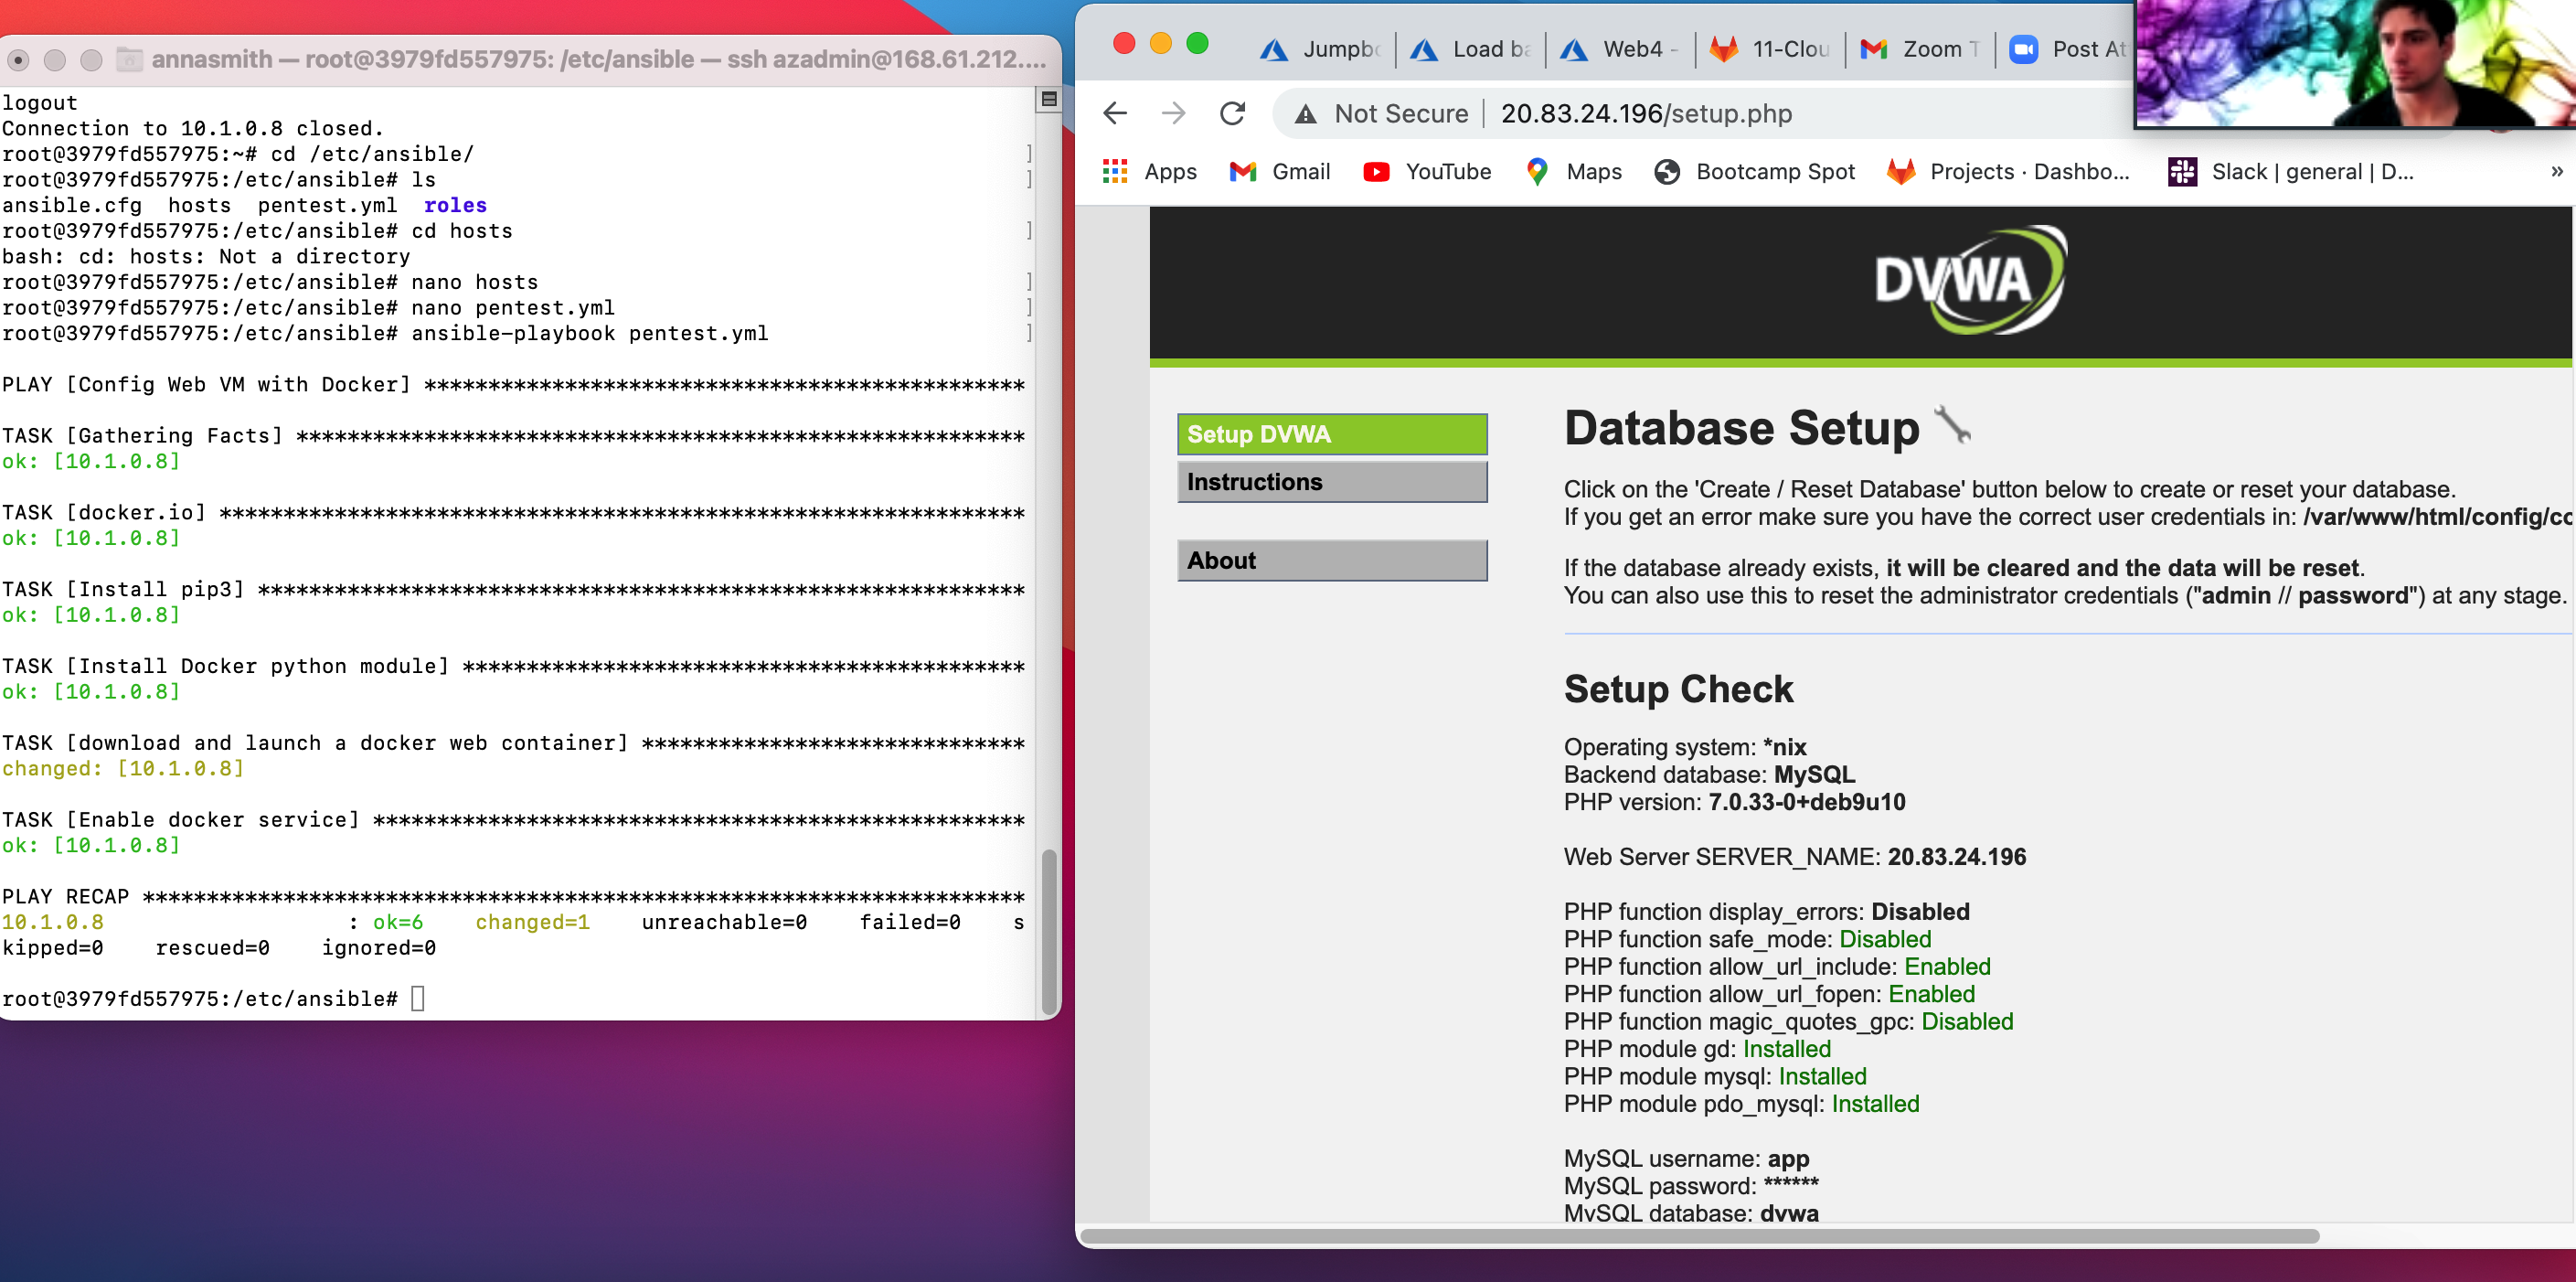 annasmith — root@3979fd557975: /etc/ansible — ssh azadmin@168.61.212....
logout
Connection to 10.1.0.8 closed.
root@3979fd557975:~# cd /etc/ansible/ ]
root@3979fd557975:/etc/ansible# ls ]
ansible.cfg  hosts  pentest.yml  roles
root@3979fd557975:/etc/ansible# cd hosts ]
bash: cd: hosts: Not a directory
root@3979fd557975:/etc/ansible# nano hosts ]
root@3979fd557975:/etc/ansible# nano pentest.yml ]
root@3979fd557975:/etc/ansible# ansible-playbook pentest.yml ]
PLAY [Config Web VM with Docker] ***********************************************
TASK [Gathering Facts] *********************************************************
ok: [10.1.0.8]
TASK [docker.io] ***************************************************************
ok: [10.1.0.8]
TASK [Install pip3] ************************************************************
ok: [10.1.0.8]
TASK [Install Docker python module] ********************************************
ok: [10.1.0.8]
TASK [download and launch a docker web container] ******************************
changed: [10.1.0.8]
TASK [Enable docker service] ***************************************************
ok: [10.1.0.8]
PLAY RECAP *********************************************************************
10.1.0.8                   : ok=6    changed=1    unreachable=0    failed=0    s
kipped=0    rescued=0    ignored=0
root@3979fd557975:/etc/ansible#
Jumpb Load ba Web4 - 11-Clou Zoom T Post At
Not Secure | 20.83.24.196/setup.php
Apps Gmail YouTube Maps Bootcamp Spot Projects · Dashbo... Slack | general | D... »
DVWA
Setup DVWA
Instructions
About
Database Setup
Click on the 'Create / Reset Database' button below to create or reset your database.
If you get an error make sure you have the correct user credentials in: /var/www/html/config/cc
If the database already exists, it will be cleared and the data will be reset.
You can also use this to reset the administrator credentials ("admin // password") at any stage.
Setup Check
Operating system: *nix
Backend database: MySQL
PHP version: 7.0.33-0+deb9u10
Web Server SERVER_NAME: 20.83.24.196
PHP function display_errors: Disabled
PHP function safe_mode: Disabled
PHP function allow_url_include: Enabled
PHP function allow_url_fopen: Enabled
PHP function magic_quotes_gpc: Disabled
PHP module gd: Installed
PHP module mysql: Installed
PHP module pdo_mysql: Installed
MySQL username: app
MySQL password: ******
MySQL database: dvwa